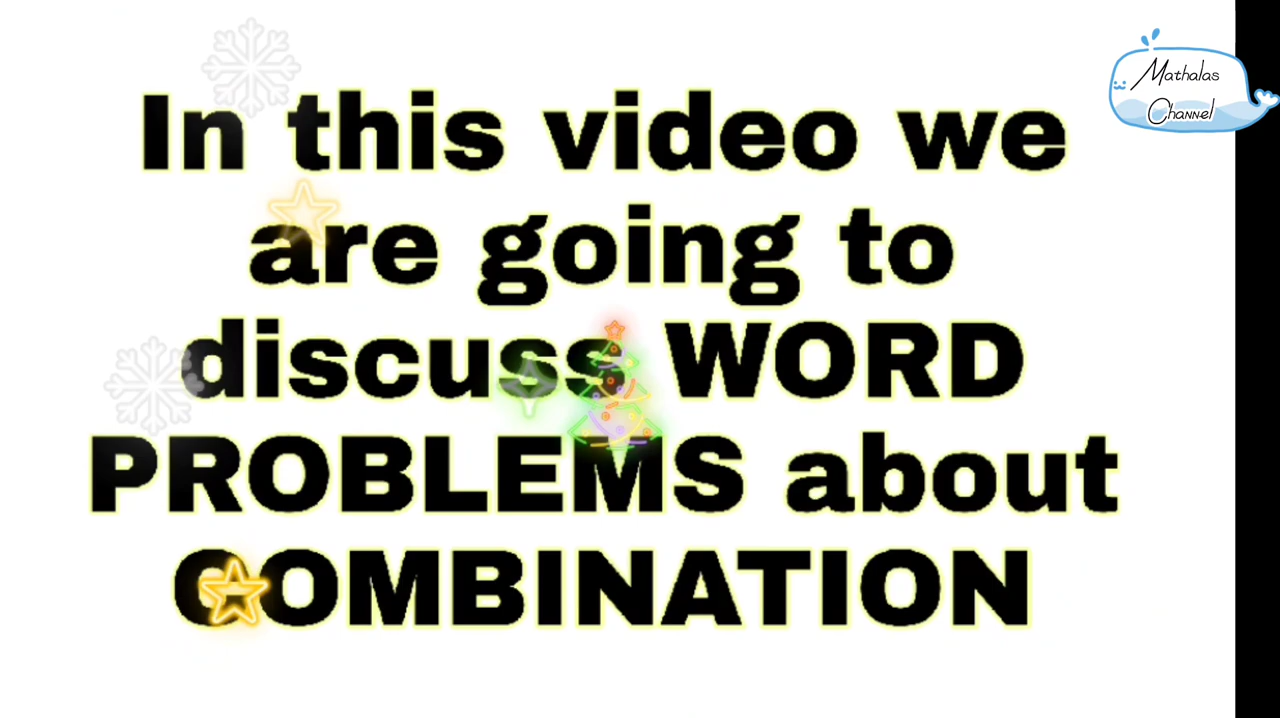 In this video we
are going to
discuss WORD
PROBLEMS about
COMBINATION
Mathalas
Channel